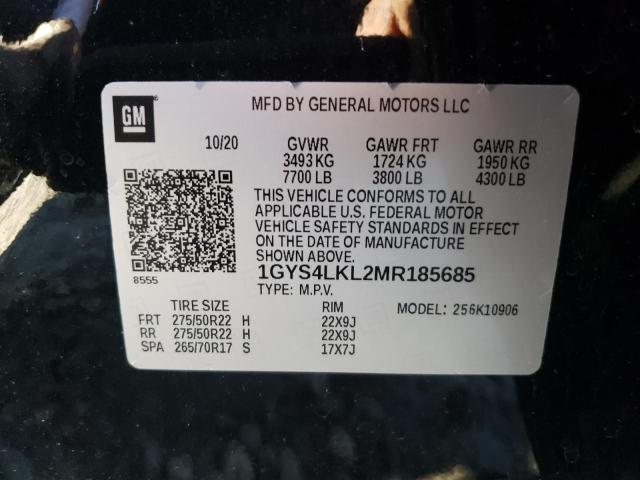 GM
MFD BY GENERAL MOTORS LLC
10/20 GVWR GAWR FRT GAWR RR
3493 KG 1724 KG 1950 KG
7700 LB 3800 LB 4300 LB
THIS VEHICLE CONFORMS TO ALL
APPLICABLE U.S. FEDERAL MOTOR
VEHICLE SAFETY STANDARDS IN EFFECT
ON THE DATE OF MANUFACTURE
SHOWN ABOVE.
8555
1GYS4LKL2MR185685
TYPE: M.P.V.
TIRE SIZE RIM MODEL: 256K10906
FRT 275/50R22 H 22X9J
RR 275/50R22 H 22X9J
SPA 265/70R17 S 17X7J